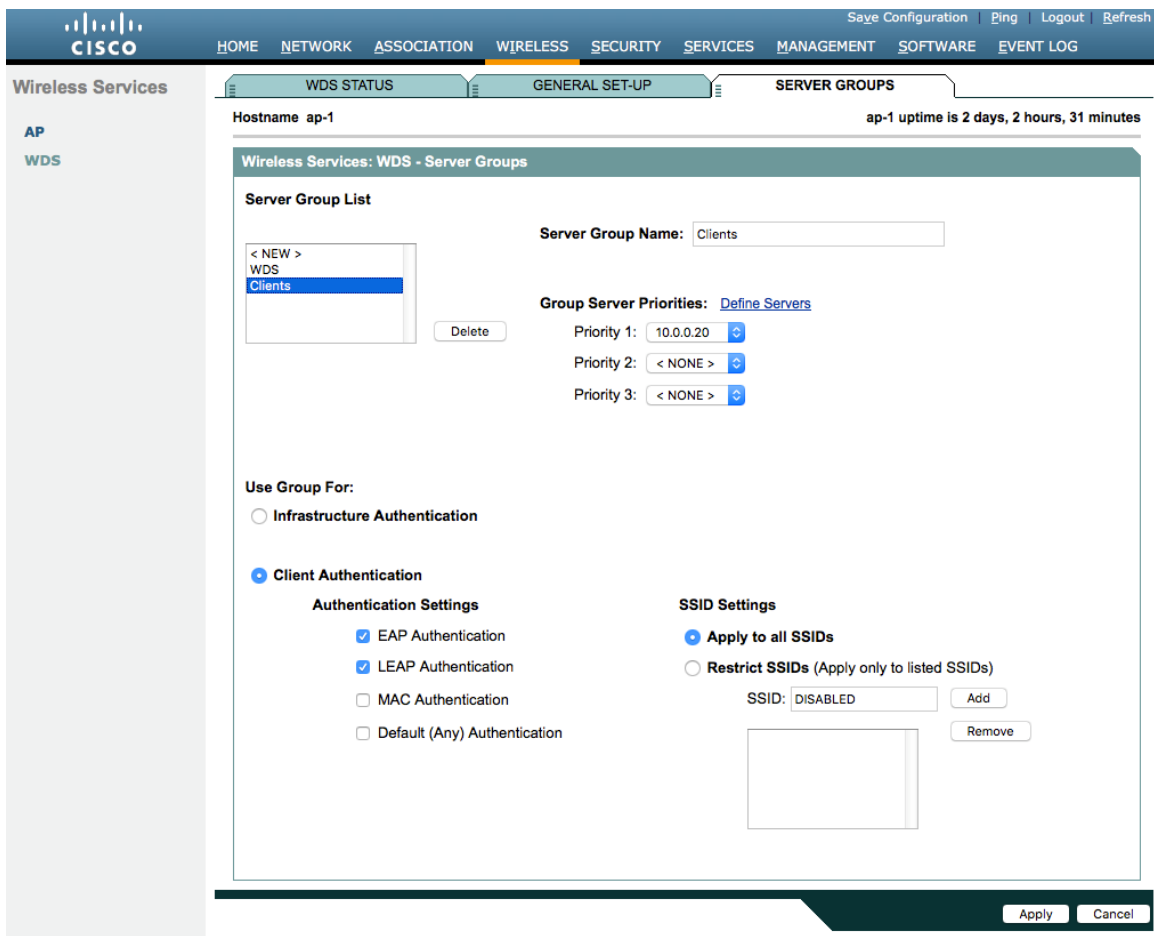 Save Configuration | Ping | Logout | Refresh
CISCO
HOME NETWORK ASSOCIATION WIRELESS SECURITY SERVICES MANAGEMENT SOFTWARE EVENT LOG
Wireless Services
AP
WDS
WDS STATUS GENERAL SET-UP SERVER GROUPS
Hostname ap-1 ap-1 uptime is 2 days, 2 hours, 31 minutes
Wireless Services: WDS - Server Groups
Server Group List
Server Group Name: Clients
< NEW >
WDS
Clients
Delete
Group Server Priorities: Define Servers
Priority 1: 10.0.0.20
Priority 2: < NONE >
Priority 3: < NONE >
Use Group For:
Infrastructure Authentication
Client Authentication
Authentication Settings
EAP Authentication
LEAP Authentication
MAC Authentication
Default (Any) Authentication
SSID Settings
Apply to all SSIDs
Restrict SSIDs (Apply only to listed SSIDs)
SSID: DISABLED Add
Remove
Apply Cancel